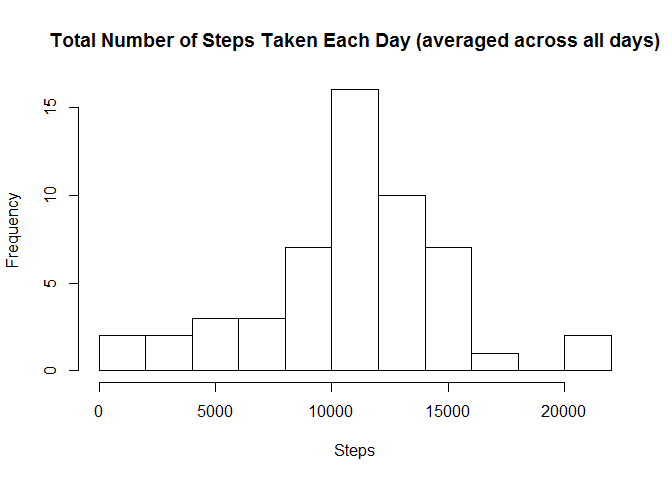 Total Number of Steps Taken Each Day (averaged across all days)
15
10
5
0
Frequency
0 5000 10000 15000 20000
Steps